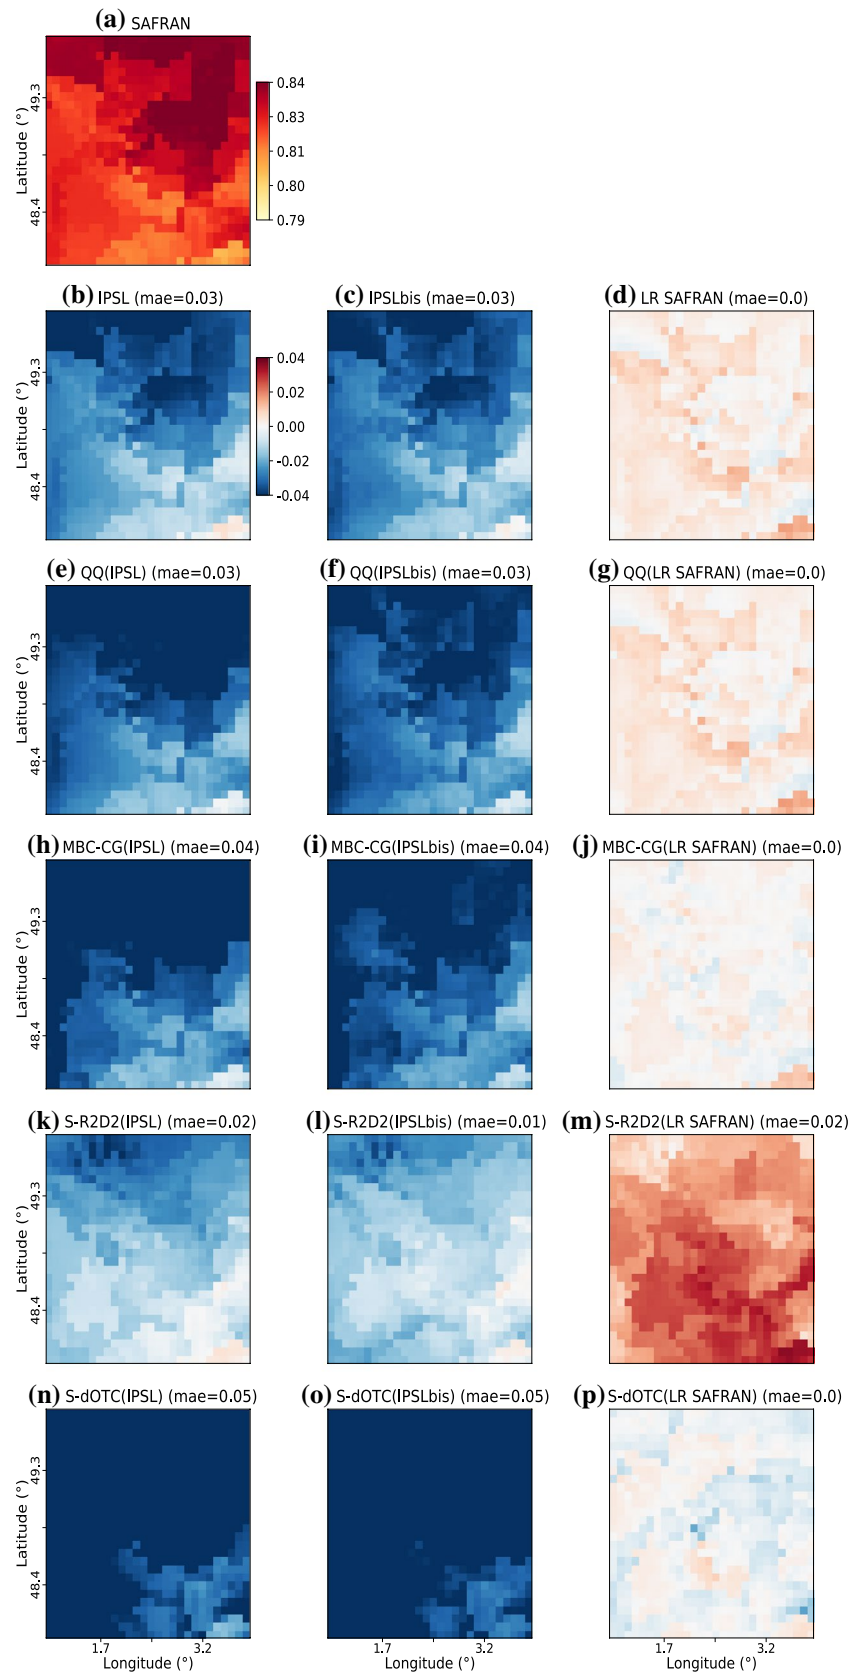 (a) SAFRAN
Latitude (°)
49.3
48.4
0.84
0.83
0.81
0.80
0.79
(b) IPSL (mae=0.03)
(c) IPSLbis (mae=0.03)
(d) LR SAFRAN (mae=0.0)
Latitude (°)
49.3
48.4
0.04
0.02
0.00
-0.02
-0.04
(e) QQ(IPSL) (mae=0.03)
(f) QQ(IPSLbis) (mae=0.03)
(g) QQ(LR SAFRAN) (mae=0.0)
Latitude (°)
49.3
48.4
(h) MBC-CG(IPSL) (mae=0.04)
(i) MBC-CG(IPSLbis) (mae=0.04)
(j) MBC-CG(LR SAFRAN) (mae=0.0)
Latitude (°)
49.3
48.4
(k) S-R2D2(IPSL) (mae=0.02)
(l) S-R2D2(IPSLbis) (mae=0.01)
(m) S-R2D2(LR SAFRAN) (mae=0.02)
Latitude (°)
49.3
48.4
(n) S-dOTC(IPSL) (mae=0.05)
(o) S-dOTC(IPSLbis) (mae=0.05)
(p) S-dOTC(LR SAFRAN) (mae=0.0)
Latitude (°)
49.3
48.4
1.7 3.2
Longitude (°)
1.7 3.2
Longitude (°)
1.7 3.2
Longitude (°)